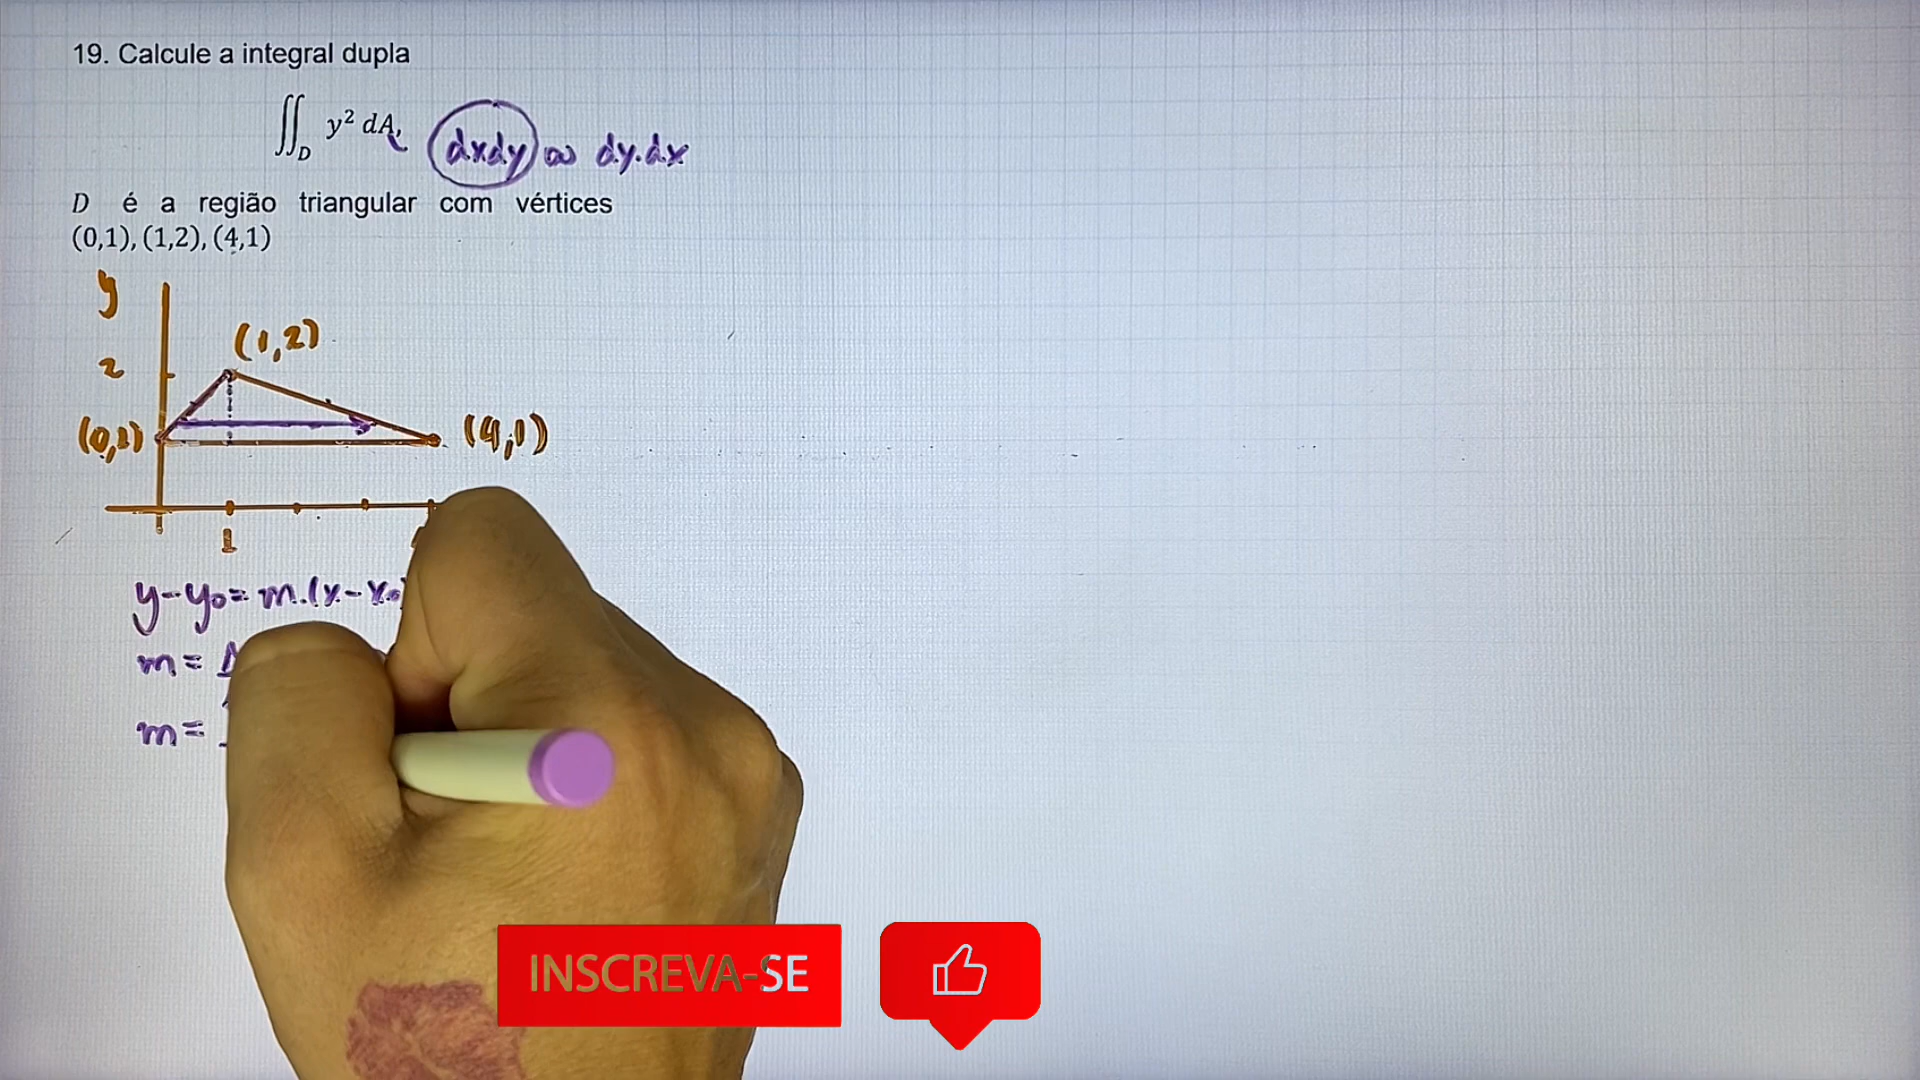 19. Calcule a integral dupla
∬_D y² dA, dxdy ou dy.dx
D é a região triangular com vértices
(0,1), (1,2), (4,1)
y
(1,2)
2
(0,1)
(4,1)
1
y-y₀= m.(x-x₀)
m =
m =
INSCREVA-SE